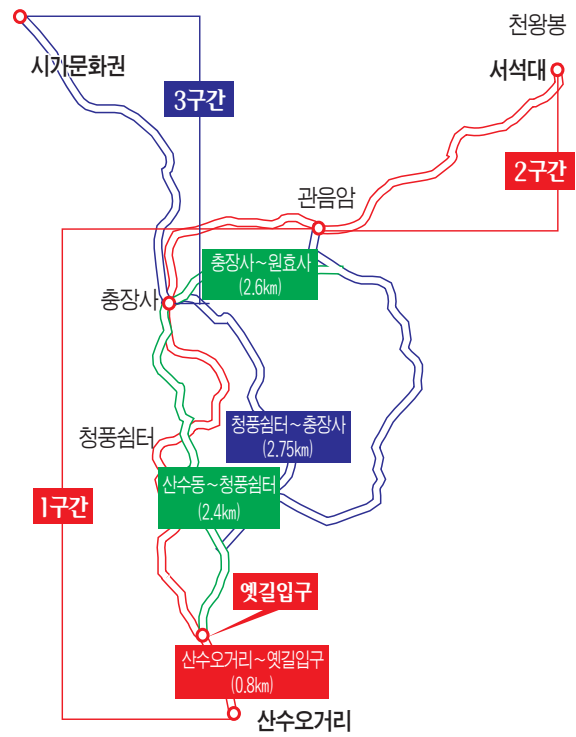 천왕봉
시가문화권
서석대
3구간
2구간
관음암
충장사~원효사
(2.6km)
충장사
청풍쉼터~충장사
(2.75km)
청풍쉼터
산수동~청풍쉼터
(2.4km)
1구간
옛길입구
산수오거리~옛길입구
(0.8km)
산수오거리